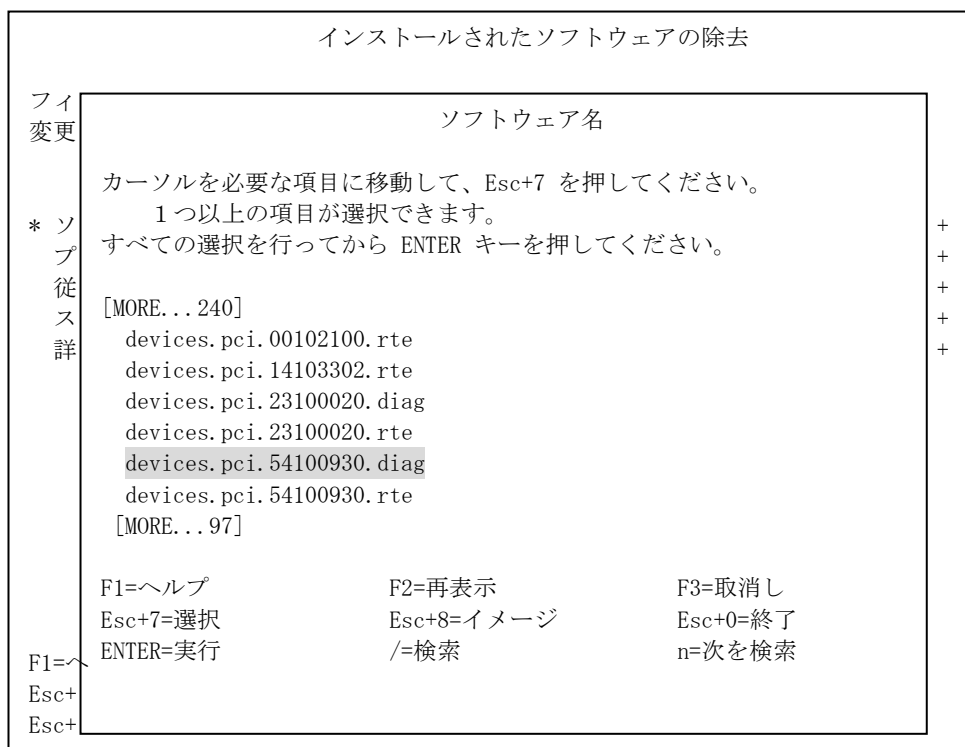 インストールされたソフトウェアの除去
フィ
変更
ソフトウェア名
カーソルを必要な項目に移動して、Esc+7 を押してください。
１つ以上の項目が選択できます。
* ソ +
すべての選択を行ってから ENTER キーを押してください。
プ +
従 +
[MORE...240]
ス +
devices.pci.00102100.rte
詳 +
devices.pci.14103302.rte
devices.pci.23100020.diag
devices.pci.23100020.rte
devices.pci.54100930.diag
devices.pci.54100930.rte
[MORE...97]
F1=ヘルプ F2=再表示 F3=取消し
Esc+7=選択 Esc+8=イメージ Esc+0=終了
ENTER=実行 /=検索 n=次を検索
F1=ヘ
Esc+
Esc+